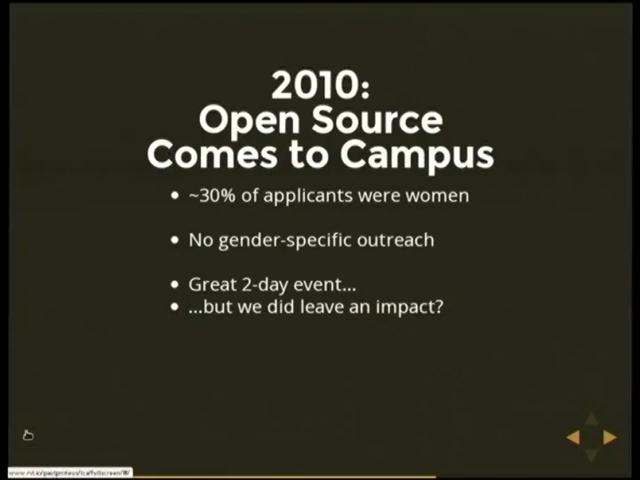 2010:
Open Source
Comes to Campus
~30% of applicants were women
No gender-specific outreach
Great 2-day event...
...but we did leave an impact?